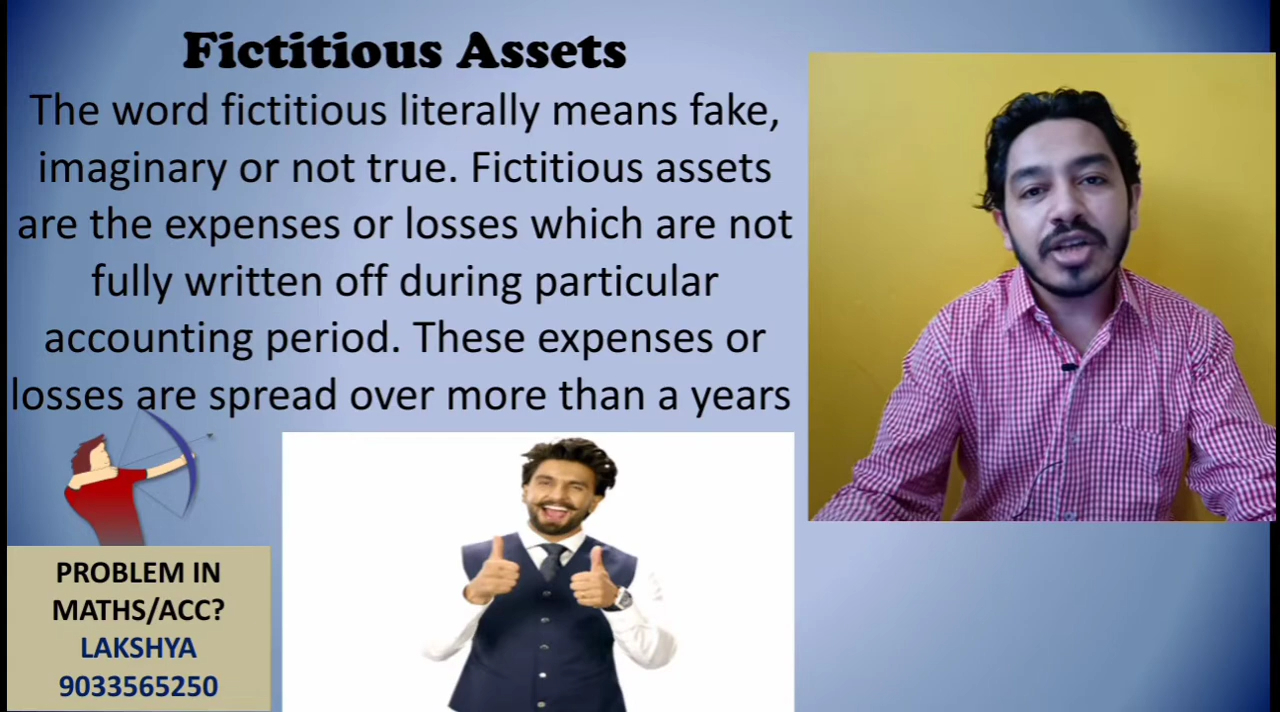 Fictitious Assets
The word fictitious literally means fake,
imaginary or not true. Fictitious assets
are the expenses or losses which are not
fully written off during particular
accounting period. These expenses or
losses are spread over more than a years
PROBLEM IN
MATHS/ACC?
LAKSHYA
9033565250